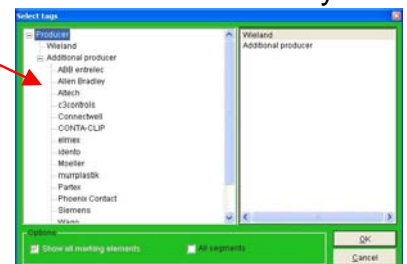 Select tags
Producer
Wieland
Additional producer
ABB entrelec
Allen Bradley
Altech
c3controls
Connectwell
CONTA-CLIP
elmex
Idento
Moeller
murrplastik
Partex
Phoenix Contact
Siemens
Wago
Wieland
Additional producer
Options
Show all marking elements
All segments
OK
Cancel